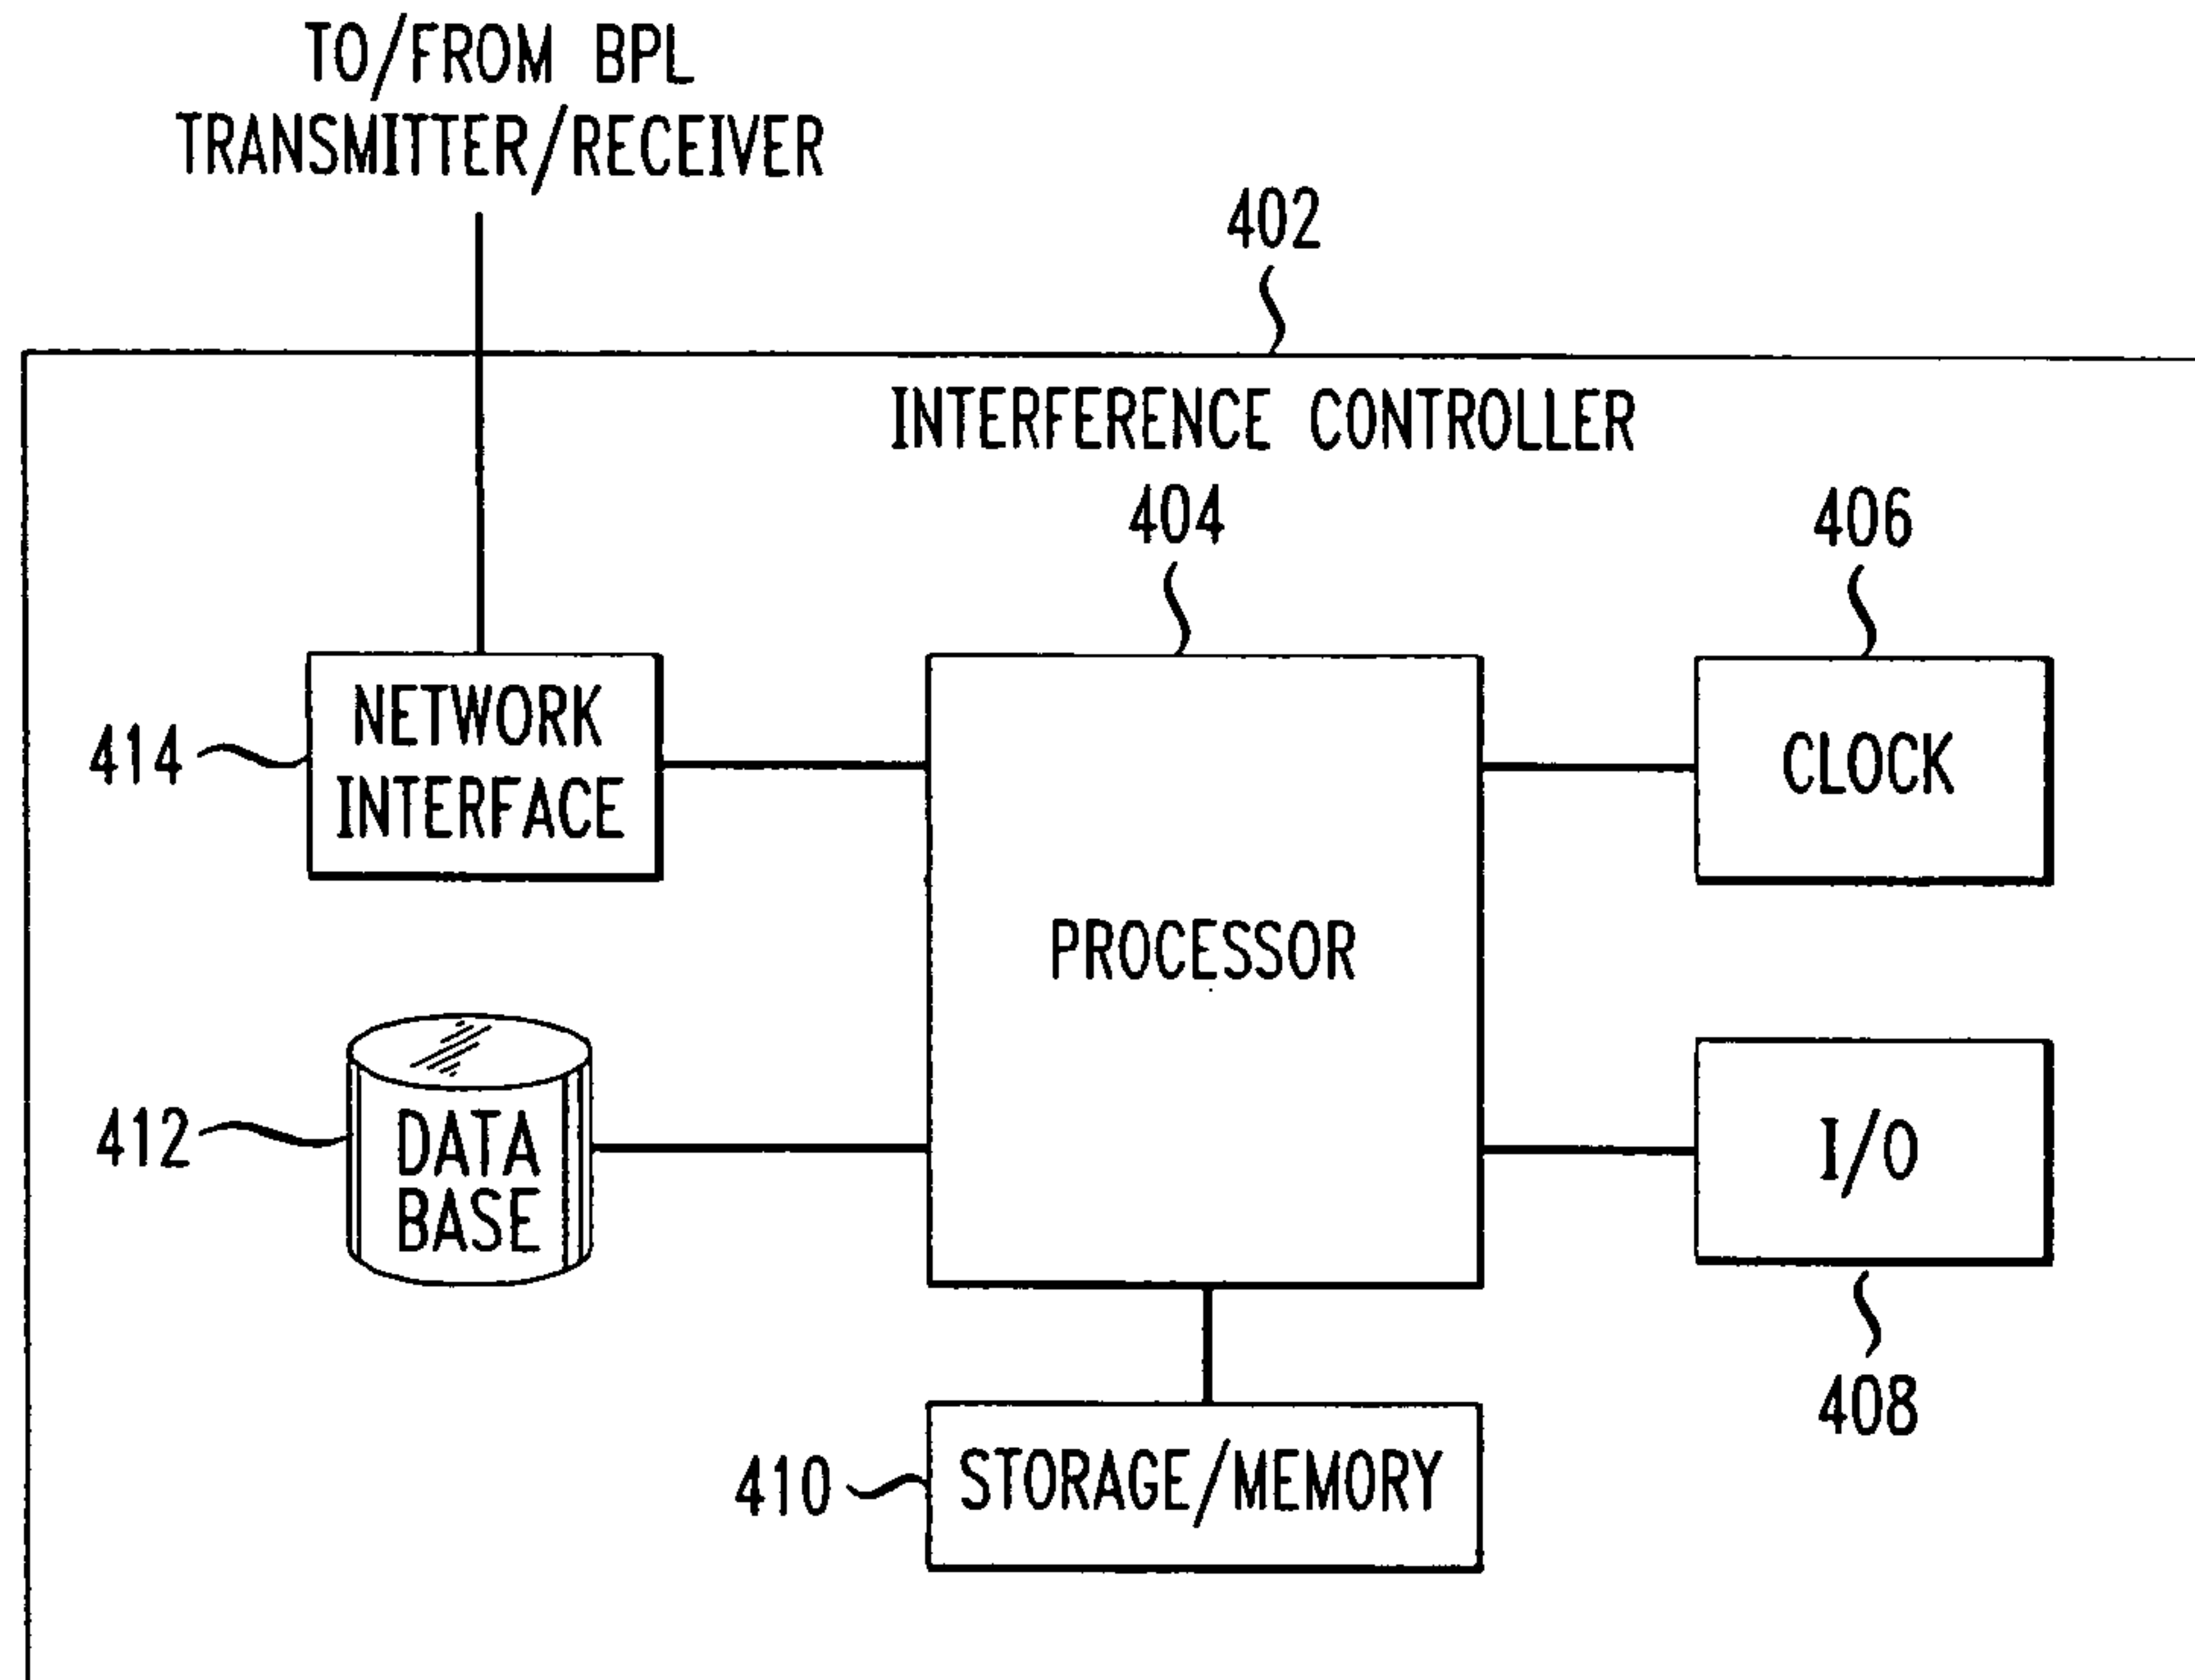 TO/FROM BPL
TRANSMITTER/RECEIVER
402
INTERFERENCE CONTROLLER
404
406
414
NETWORK
INTERFACE
PROCESSOR
CLOCK
412
DATA
BASE
I/O
408
410
STORAGE/MEMORY